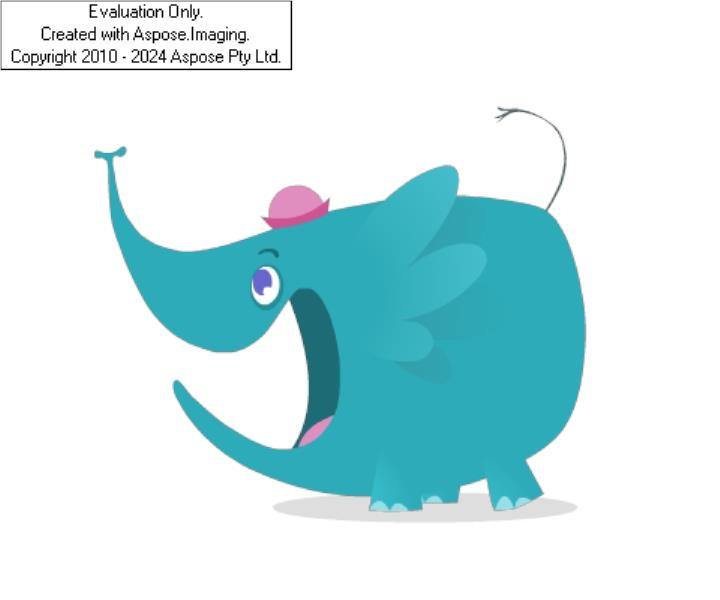 Evaluation Only.
Created with Aspose.Imaging.
Copyright 2010 - 2024 Aspose Pty Ltd.